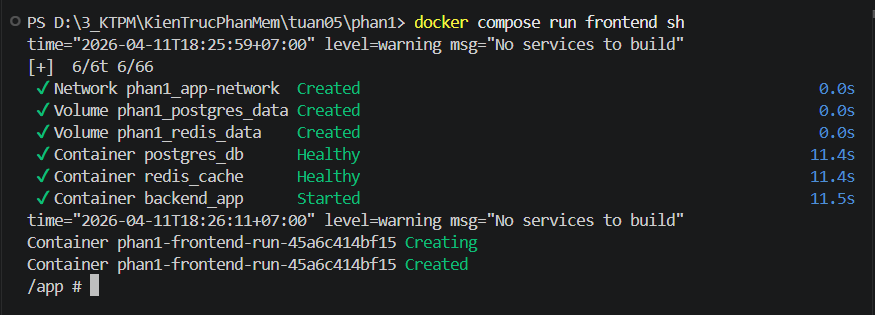 PS D:\3_KTPM\KienTrucPhanMem\tuan05\phan1> docker compose run frontend sh
time="2026-04-11T18:25:59+07:00" level=warning msg="No services to build"
[+]  6/6t 6/66
✔ Network phan1_app-network  Created 0.0s
✔ Volume phan1_postgres_data Created 0.0s
✔ Volume phan1_redis_data    Created 0.0s
✔ Container postgres_db      Healthy 11.4s
✔ Container redis_cache      Healthy 11.4s
✔ Container backend_app      Started 11.5s
time="2026-04-11T18:26:11+07:00" level=warning msg="No services to build"
Container phan1-frontend-run-45a6c414bf15 Creating
Container phan1-frontend-run-45a6c414bf15 Created
/app #